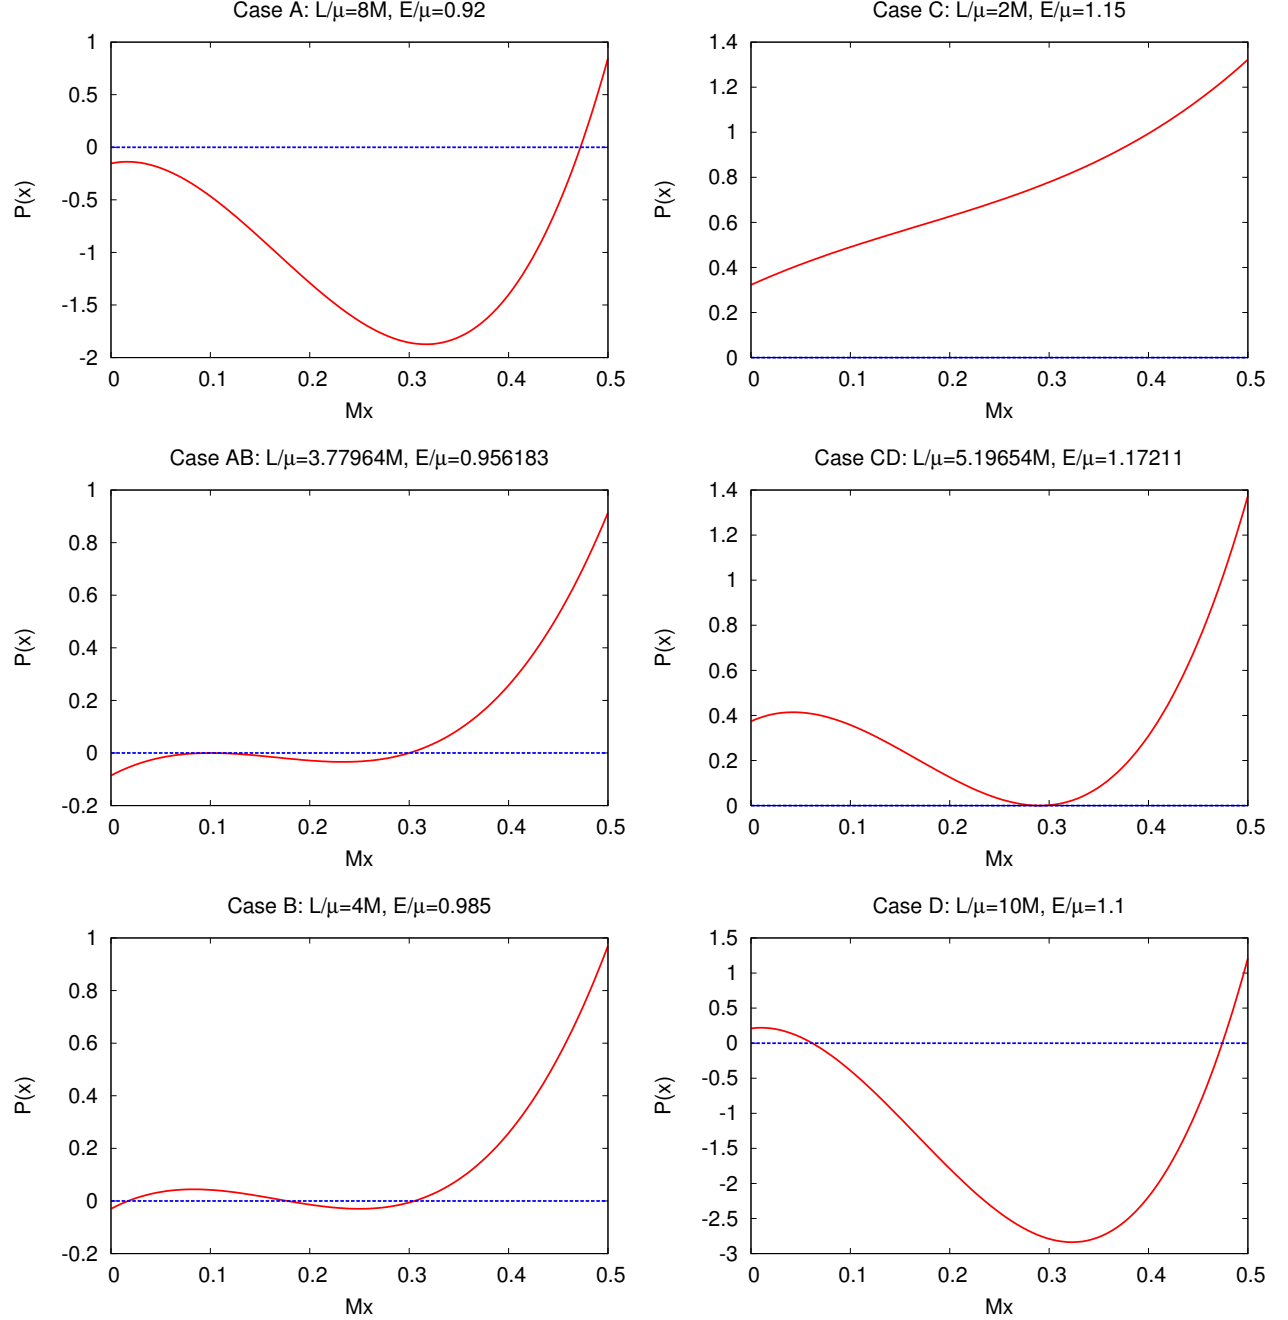 Case A: L/μ=8M, E/μ=0.92
1
0.5
0
-0.5
-1
-1.5
-2
P(x)
0 0.1 0.2 0.3 0.4 0.5
Mx
Case C: L/μ=2M, E/μ=1.15
1.4
1.2
1
0.8
0.6
0.4
0.2
0
P(x)
0 0.1 0.2 0.3 0.4 0.5
Mx
Case AB: L/μ=3.77964M, E/μ=0.956183
1
0.8
0.6
0.4
0.2
0
-0.2
P(x)
0 0.1 0.2 0.3 0.4 0.5
Mx
Case CD: L/μ=5.19654M, E/μ=1.17211
1.4
1.2
1
0.8
0.6
0.4
0.2
0
P(x)
0 0.1 0.2 0.3 0.4 0.5
Mx
Case B: L/μ=4M, E/μ=0.985
1
0.8
0.6
0.4
0.2
0
-0.2
P(x)
0 0.1 0.2 0.3 0.4 0.5
Mx
Case D: L/μ=10M, E/μ=1.1
1.5
1
0.5
0
-0.5
-1
-1.5
-2
-2.5
-3
P(x)
0 0.1 0.2 0.3 0.4 0.5
Mx